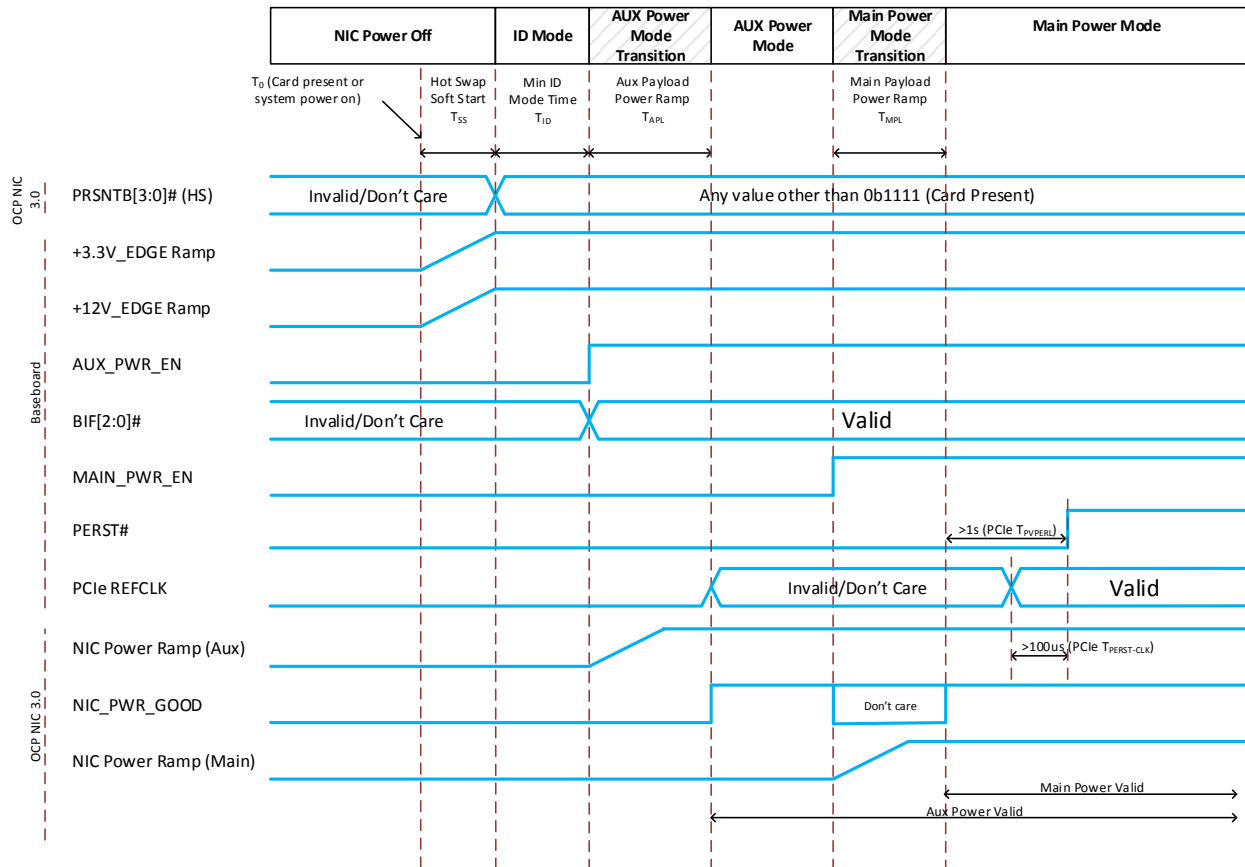 NIC Power Off
ID Mode
AUX Power
Mode
Transition
AUX Power
Mode
Main Power
Mode
Transition
Main Power Mode
T0 (Card present or
system power on)
Hot Swap
Soft Start
TSS
Min ID
Mode Time
TID
Aux Payload
Power Ramp
TAPL
Main Payload
Power Ramp
TMPL
OCP NIC
3.0
PRSNTB[3:0]# (HS)
Invalid/Don't Care
Any value other than 0b1111 (Card Present)
Baseboard
+3.3V_EDGE Ramp
+12V_EDGE Ramp
AUX_PWR_EN
BIF[2:0]#
Invalid/Don't Care
Valid
MAIN_PWR_EN
PERST#
>1s (PCIe TPVPERL)
PCIe REFCLK
Invalid/Don't Care
Valid
OCP NIC 3.0
NIC Power Ramp (Aux)
>100us (PCIe TPERST-CLK)
NIC_PWR_GOOD
Don't care
NIC Power Ramp (Main)
Main Power Valid
Aux Power Valid